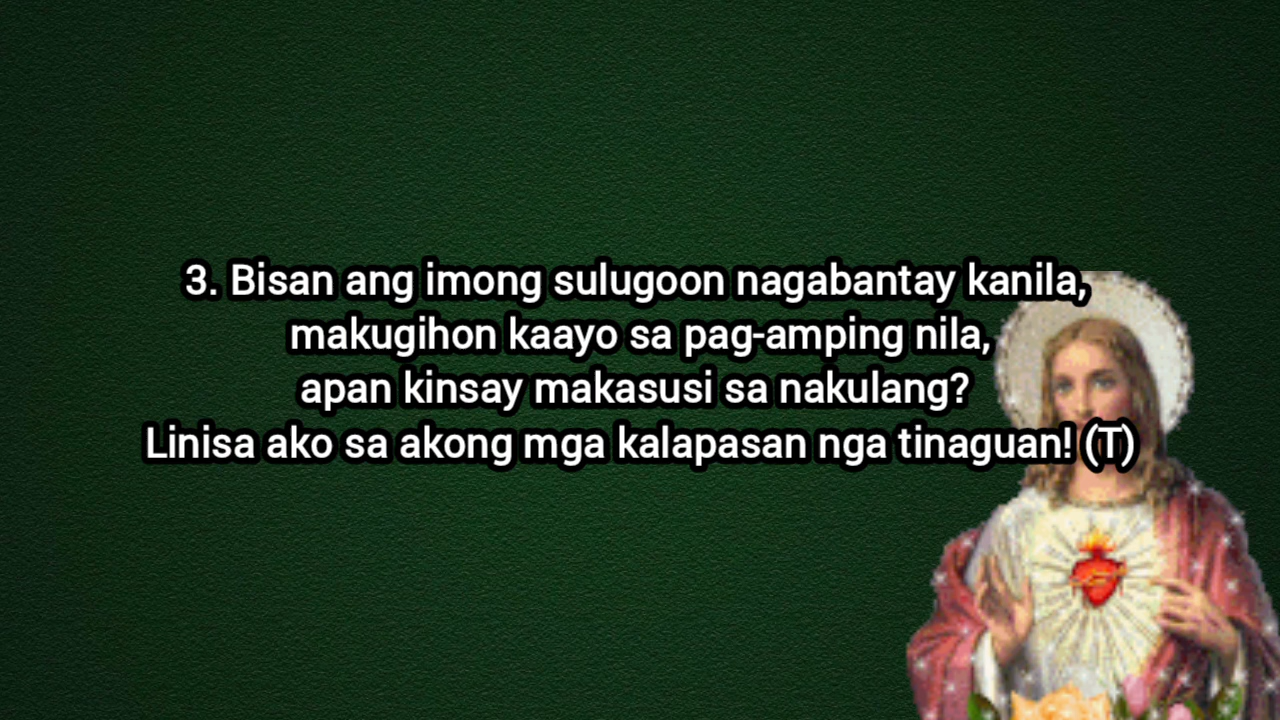 3. Bisan ang imong sulugoon nagabantay kanila,
makugihon kaayo sa pag-amping nila,
apan kinsay makasusi sa nakulang?
Linisa ako sa akong mga kalapasan nga tinaguan! (T)